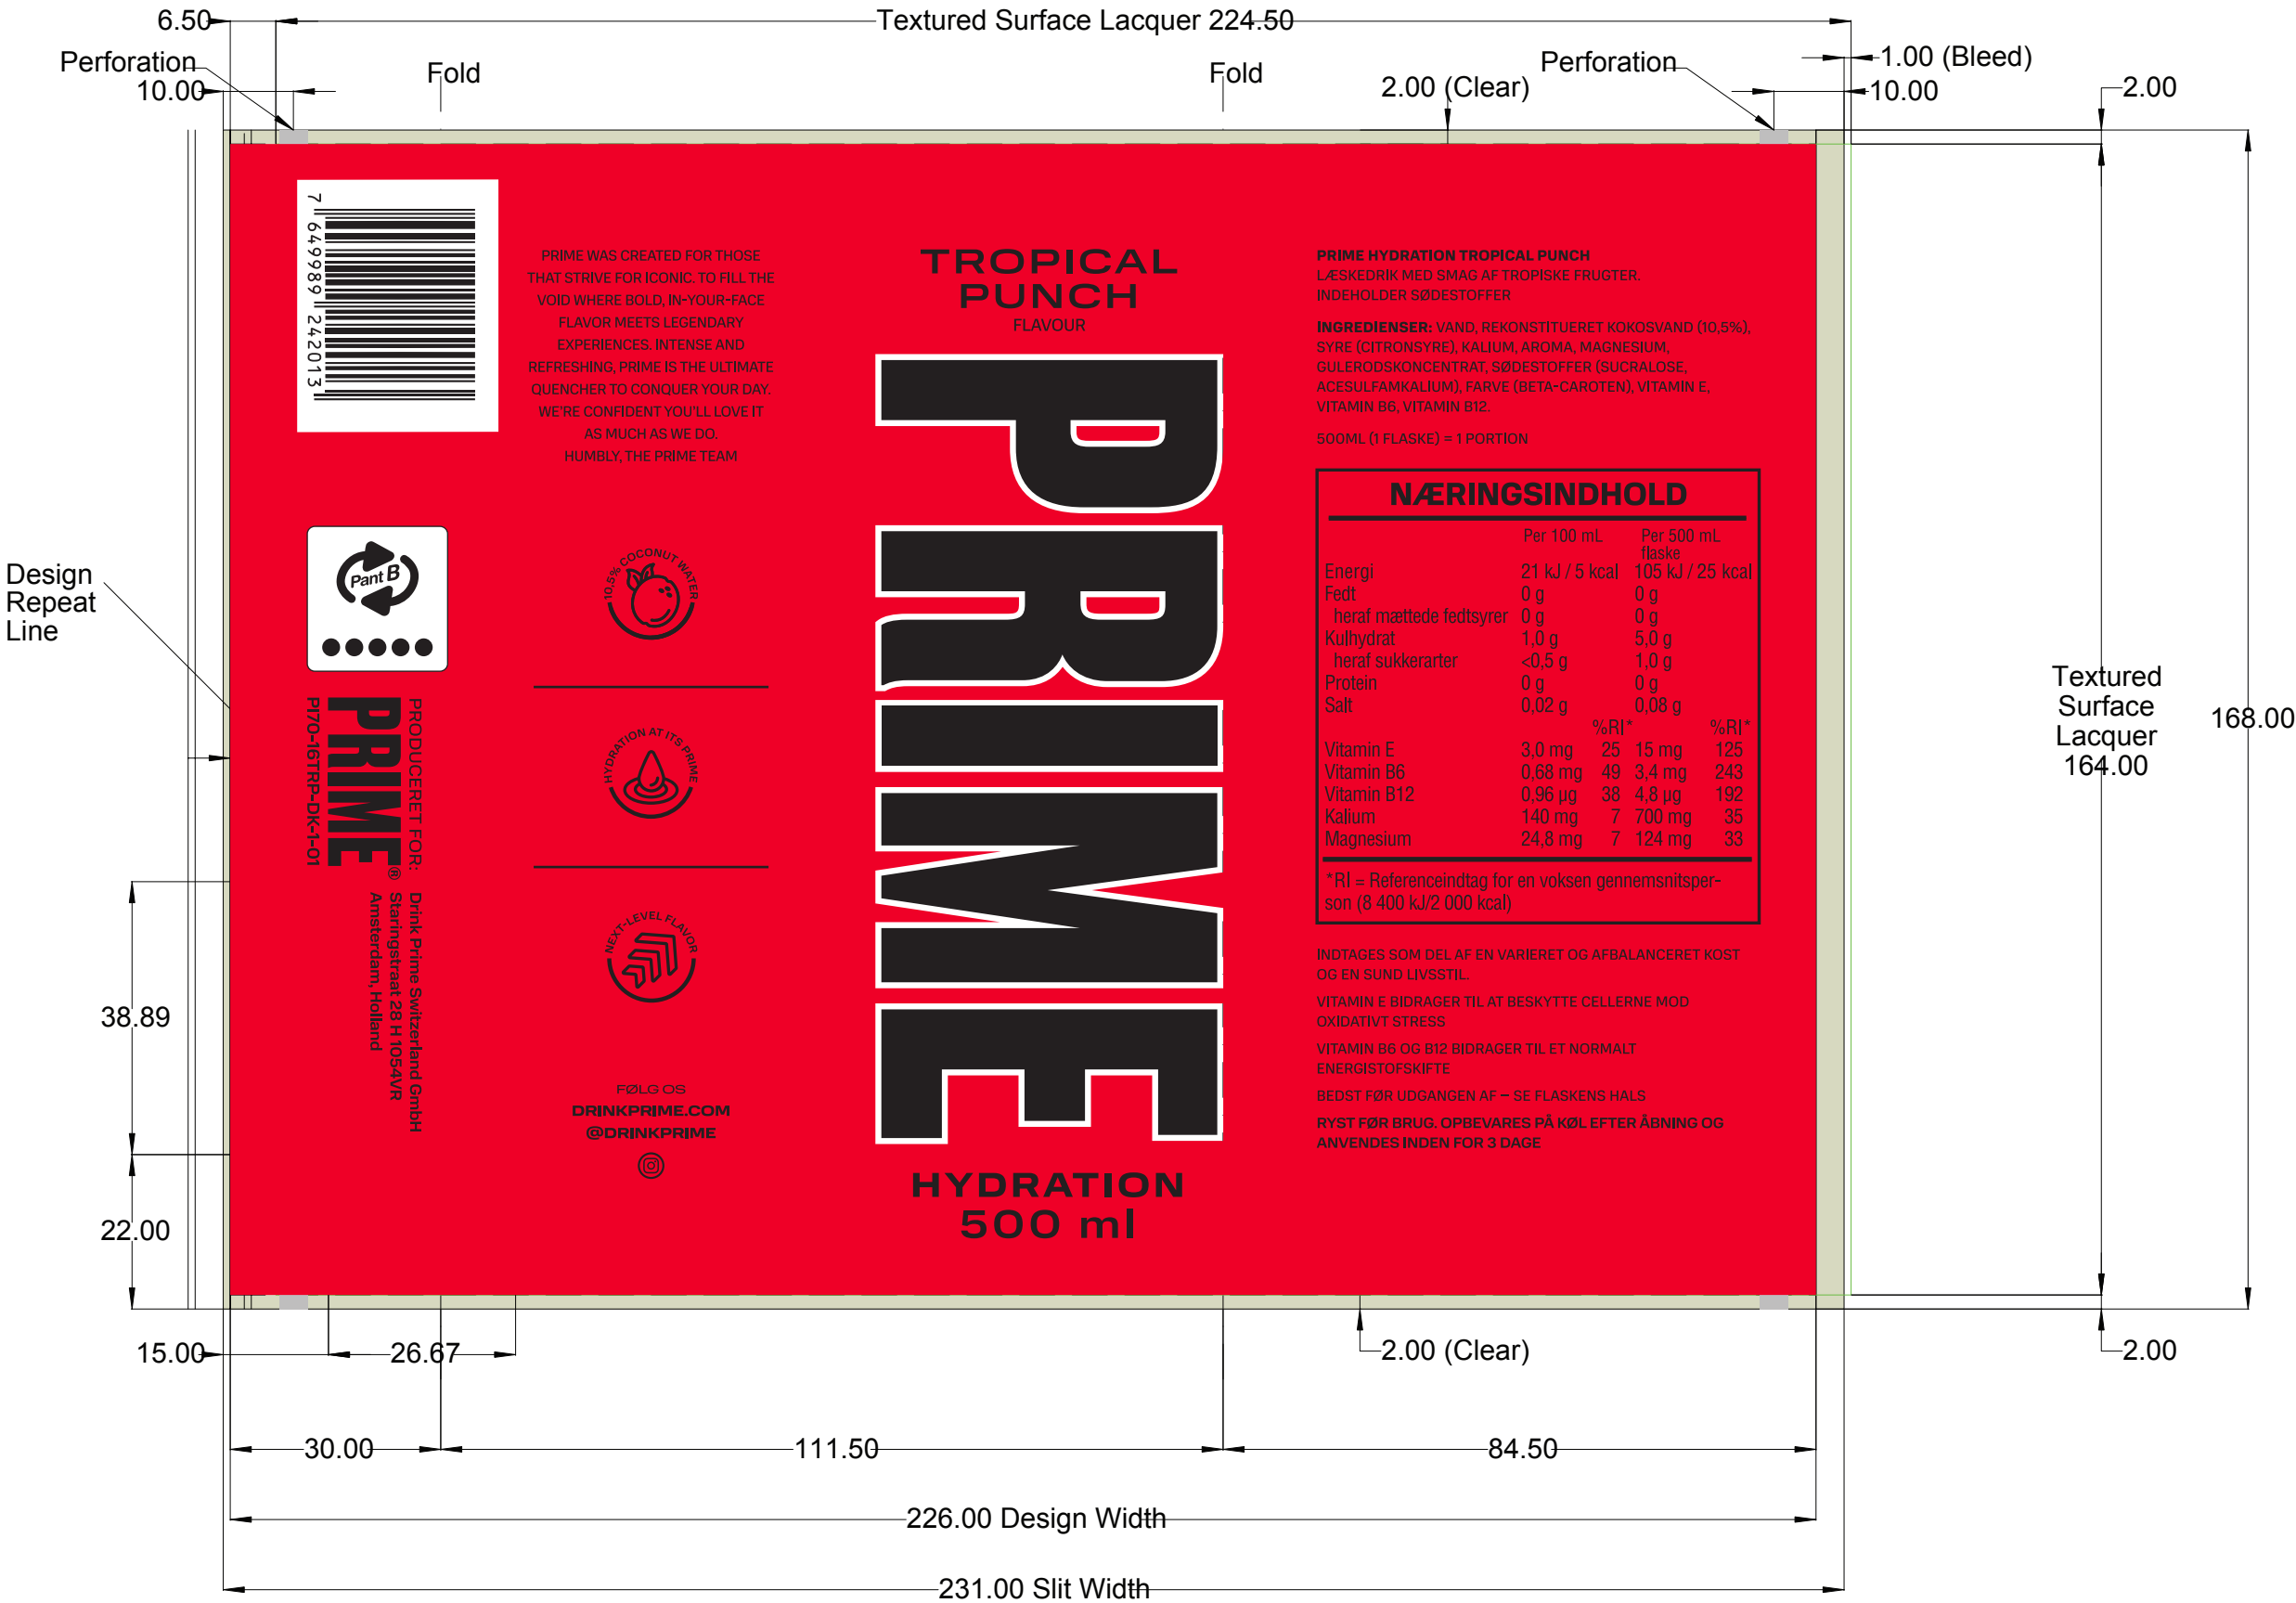 6.50
Textured Surface Lacquer 224.50
Perforation
10.00
Fold
Fold
2.00 (Clear)
Perforation
1.00 (Bleed)
10.00
2.00
7 649989 242013
PRIME WAS CREATED FOR THOSE
THAT STRIVE FOR ICONIC. TO FILL THE
VOID WHERE BOLD, IN-YOUR-FACE
FLAVOR MEETS LEGENDARY
EXPERIENCES. INTENSE AND
REFRESHING, PRIME IS THE ULTIMATE
QUENCHER TO CONQUER YOUR DAY.
WE'RE CONFIDENT YOU'LL LOVE IT
AS MUCH AS WE DO.
HUMBLY, THE PRIME TEAM
TROPICAL
PUNCH
FLAVOUR
PRIME
HYDRATION
500 ml
PRIME HYDRATION TROPICAL PUNCH
LÆSKEDRIK MED SMAG AF TROPISKE FRUGTER.
INDEHOLDER SØDESTOFFER
INGREDIENSER: VAND, REKONSTITUERET KOKOSVAND (10,5%),
SYRE (CITRONSYRE), KALIUM, AROMA, MAGNESIUM,
GULERODSKONCENTRAT, SØDESTOFFER (SUCRALOSE,
ACESULFAMKALIUM), FARVE (BETA-CAROTEN), VITAMIN E,
VITAMIN B6, VITAMIN B12.
500ML (1 FLASKE) = 1 PORTION
NÆRINGSINDHOLD
Per 100 mL Per 500 mL
flaske
Energi 21 kJ / 5 kcal 105 kJ / 25 kcal
Fedt 0 g 0 g
heraf mættede fedtsyrer 0 g 0 g
Kulhydrat 1,0 g 5,0 g
heraf sukkerarter <0,5 g 1,0 g
Protein 0 g 0 g
Salt 0,02 g 0,08 g
%RI* %RI*
Vitamin E 3,0 mg 25 15 mg 125
Vitamin B6 0,68 mg 49 3,4 mg 243
Vitamin B12 0,96 µg 38 4,8 µg 192
Kalium 140 mg 7 700 mg 35
Magnesium 24,8 mg 7 124 mg 33
*RI = Referenceindtag for en voksen gennemsnitsper-
son (8 400 kJ/2 000 kcal)
INDTAGES SOM DEL AF EN VARIERET OG AFBALANCERET KOST
OG EN SUND LIVSSTIL.
VITAMIN E BIDRAGER TIL AT BESKYTTE CELLERNE MOD
OXIDATIVT STRESS
VITAMIN B6 OG B12 BIDRAGER TIL ET NORMALT
ENERGISTOFSKIFTE
BEDST FØR UDGANGEN AF – SE FLASKENS HALS
RYST FØR BRUG. OPBEVARES PÅ KØL EFTER ÅBNING OG
ANVENDES INDEN FOR 3 DAGE
Pant B
10.5% COCONUT WATER
HYDRATION AT ITS PRIME
NEXT-LEVEL FLAVOR
FØLG OS
DRINKPRIME.COM
@DRINKPRIME
PRODUCERET FOR:
PRIME®
PI70-16TRP-DK-1-01
Drink Prime Switzerland GmbH
Staringstraat 28 H 1054VR
Amsterdam, Holland
Design
Repeat
Line
38.89
22.00
Textured
Surface
Lacquer
164.00
168.00
15.00
26.67
2.00 (Clear)
2.00
30.00
111.50
84.50
226.00 Design Width
231.00 Slit Width